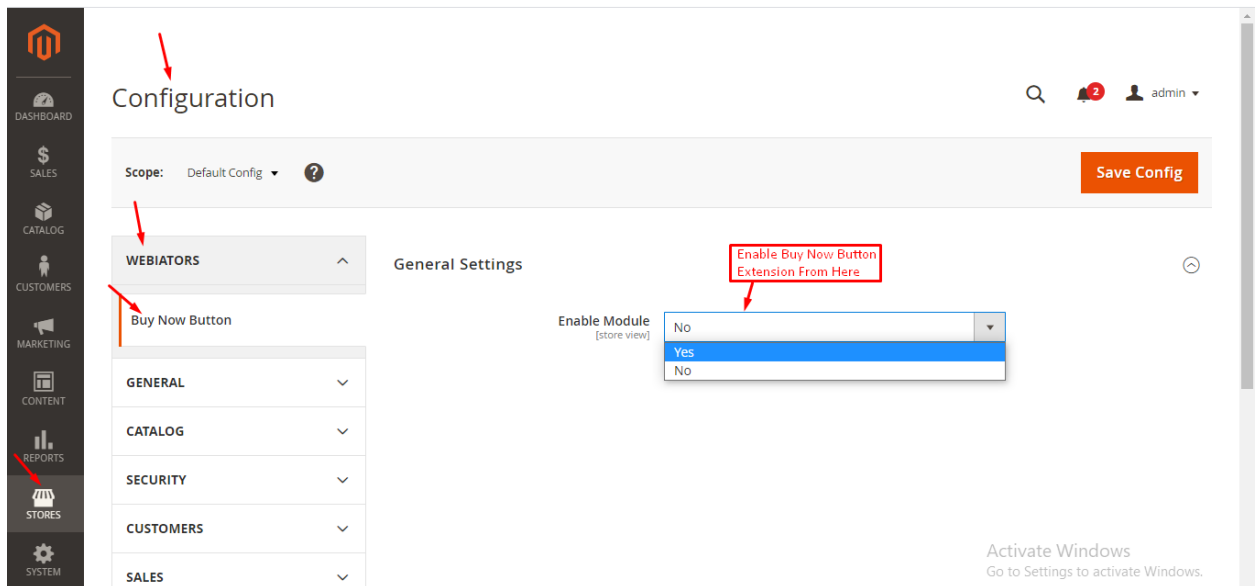 Configuration
2
admin
Scope: Default Config ?
Save Config
DASHBOARD
$
SALES
CATALOG
CUSTOMERS
MARKETING
CONTENT
REPORTS
STORES
SYSTEM
WEBIATORS
Buy Now Button
GENERAL
CATALOG
SECURITY
CUSTOMERS
SALES
General Settings
Enable Buy Now Button
Extension From Here
Enable Module
[store view]
No
Yes
No
Activate Windows
Go to Settings to activate Windows.